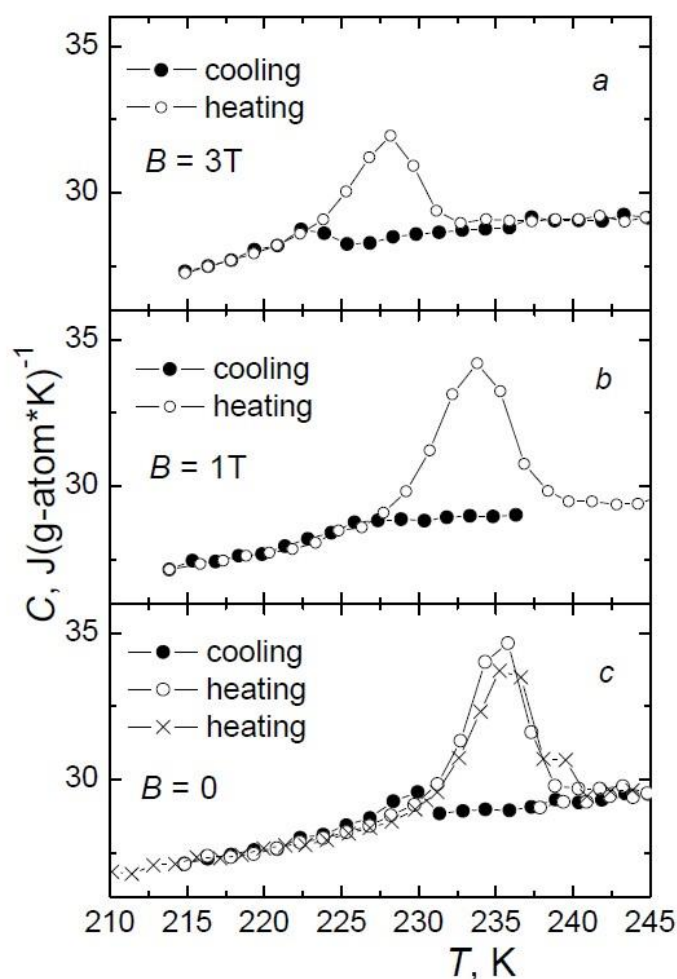 35
cooling
heating
a
B = 3T
30
35
cooling
heating
b
B = 1T
30
C, J(g-atom*K)-1
35
cooling
heating
heating
c
B = 0
30
210 215 220 225 230 235 240 245
T, K